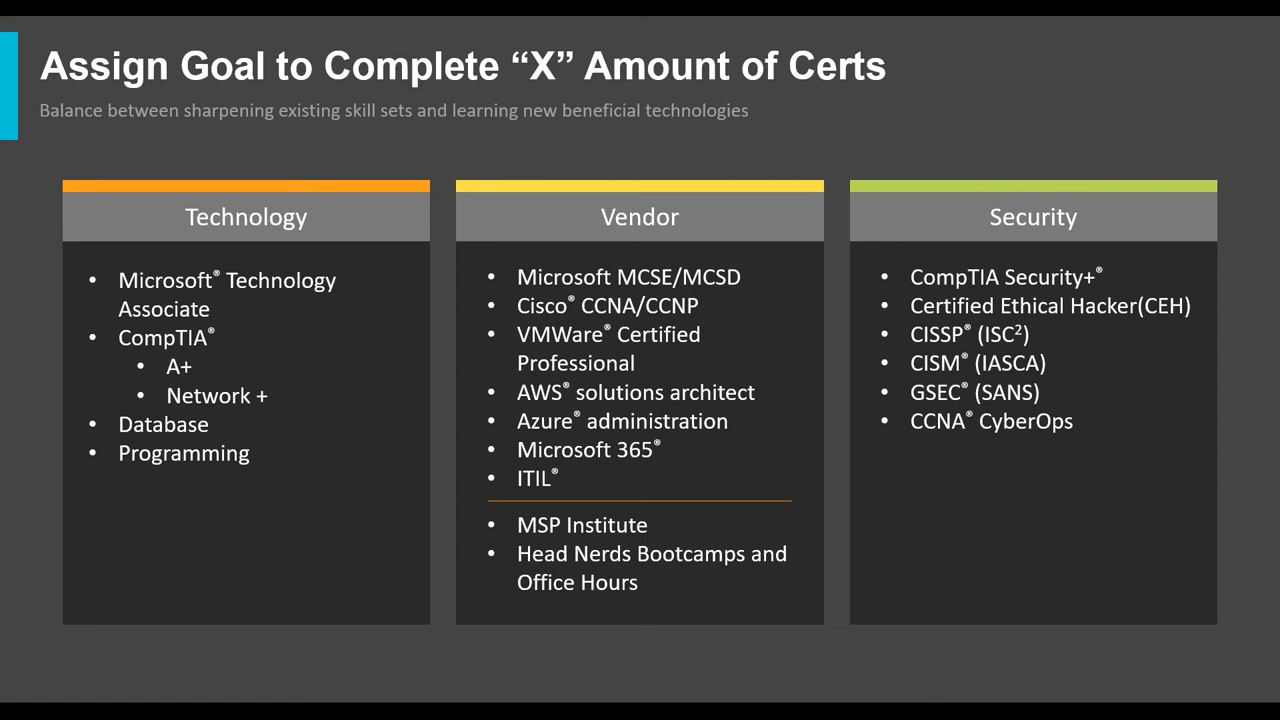 Assign Goal to Complete “X” Amount of Certs
Balance between sharpening existing skill sets and learning new beneficial technologies
Technology
• Microsoft® Technology
Associate
• CompTIA®
• A+
• Network +
• Database
• Programming
Vendor
• Microsoft MCSE/MCSD
• Cisco® CCNA/CCNP
• VMWare® Certified
Professional
• AWS® solutions architect
• Azure® administration
• Microsoft 365®
• ITIL®
• MSP Institute
• Head Nerds Bootcamps and
Office Hours
Security
• CompTIA Security+®
• Certified Ethical Hacker(CEH)
• CISSP® (ISC²)
• CISM® (IASCA)
• GSEC® (SANS)
• CCNA® CyberOps